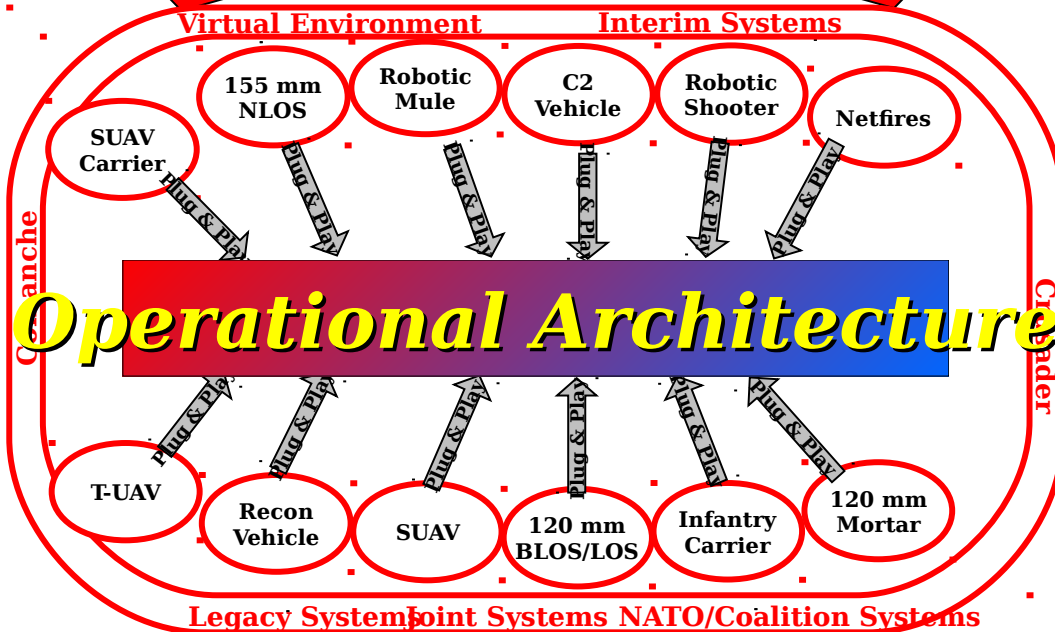 Virtual Environment
Interim Systems
155 mm
NLOS
Robotic
Mule
C2
Vehicle
Robotic
Shooter
Netfires
SUAV
Carrier
Plug & Play
Plug & Play
Plug & Play
Plug & Play
Plug & Play
Plug & Play
Comanche
Operational Architecture
Crusader
Plug & Play
Plug & Play
Plug & Play
Plug & Play
Plug & Play
Plug & Play
T-UAV
Recon
Vehicle
SUAV
120 mm
BLOS/LOS
Infantry
Carrier
120 mm
Mortar
Legacy Systems
Joint Systems
NATO/Coalition Systems